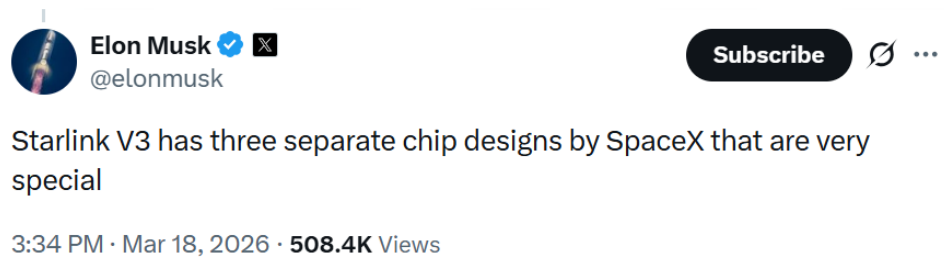 Elon Musk
@elonmusk
Subscribe
Starlink V3 has three separate chip designs by SpaceX that are very
special
3:34 PM · Mar 18, 2026 · 508.4K Views